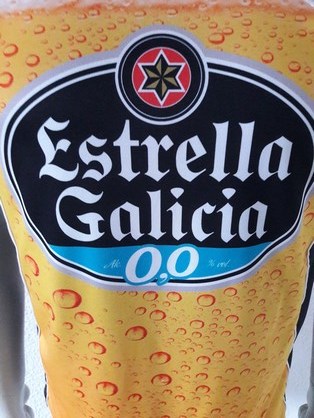 Estrella
Galicia
Alc. 0,0 % vol.